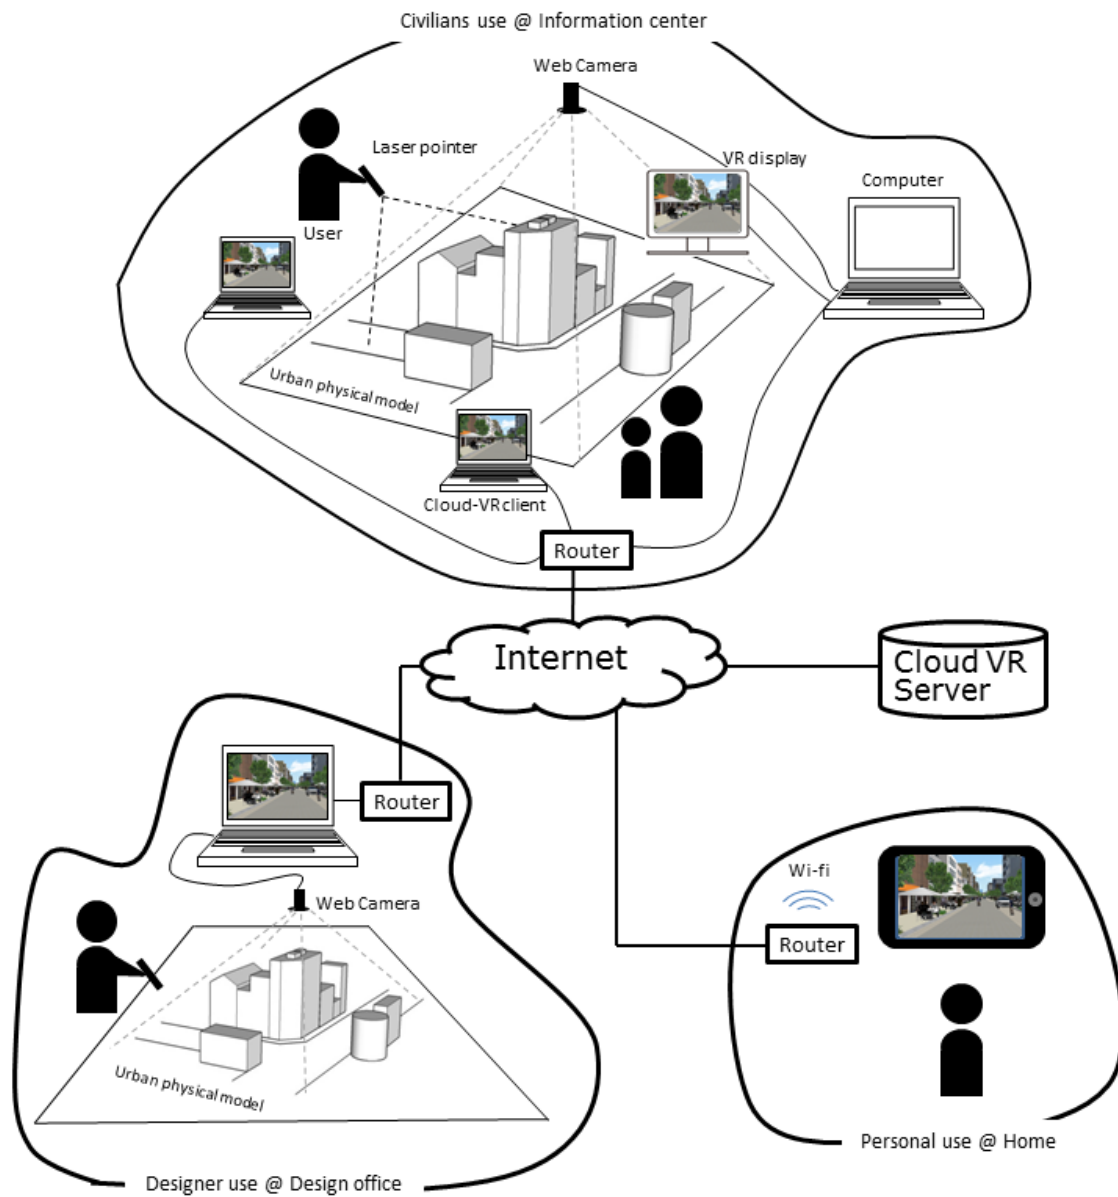 Civilians use @ Information center
Web Camera
Laser pointer
VR display
Computer
User
Urban physical model
Cloud-VR client
Router
Internet
Cloud VR
Server
Router
Web Camera
Urban physical model
Designer use @ Design office
Wi-fi
Router
Personal use @ Home